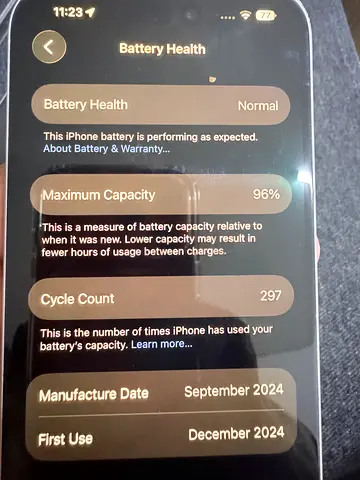 11:23 77
Battery Health
Battery Health Normal
This iPhone battery is performing as expected.
About Battery & Warranty...
Maximum Capacity 96%
This is a measure of battery capacity relative to
when it was new. Lower capacity may result in
fewer hours of usage between charges.
Cycle Count 297
This is the number of times iPhone has used your
battery's capacity. Learn more...
Manufacture Date September 2024
First Use December 2024